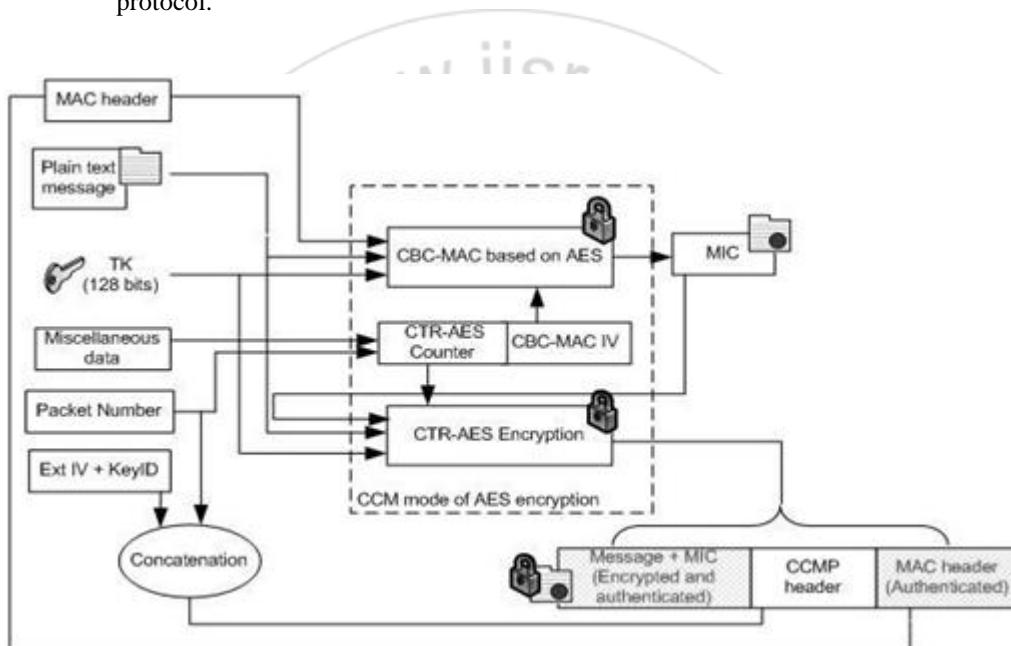 protocol.
MAC header
Plain text
message
TK
(128 bits)
Miscellaneous
data
Packet Number
Ext IV + KeyID
Concatenation
CBC-MAC based on AES
CTR-AES
Counter
CBC-MAC IV
CTR-AES Encryption
CCM mode of AES encryption
MIC
Message + MIC
(Encrypted and
authenticated)
CCMP
header
MAC header
(Authenticated)